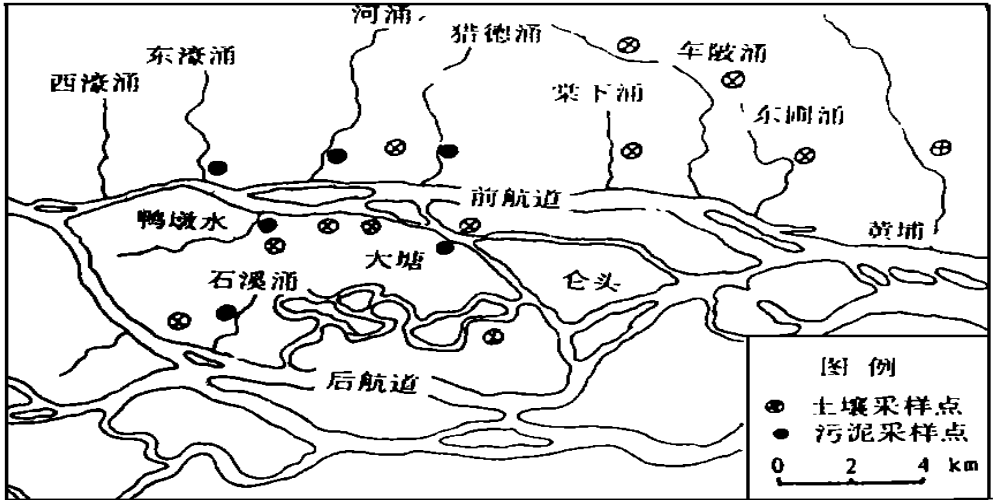 河涌
东濠涌
猎德涌
车陂涌
西濠涌
棠下涌
东圃涌
鸭墩水
前航道
黄埔
大塘
仑头
石溪涌
后航道
图例
土壤采样点
污泥采样点
0 2 4 km